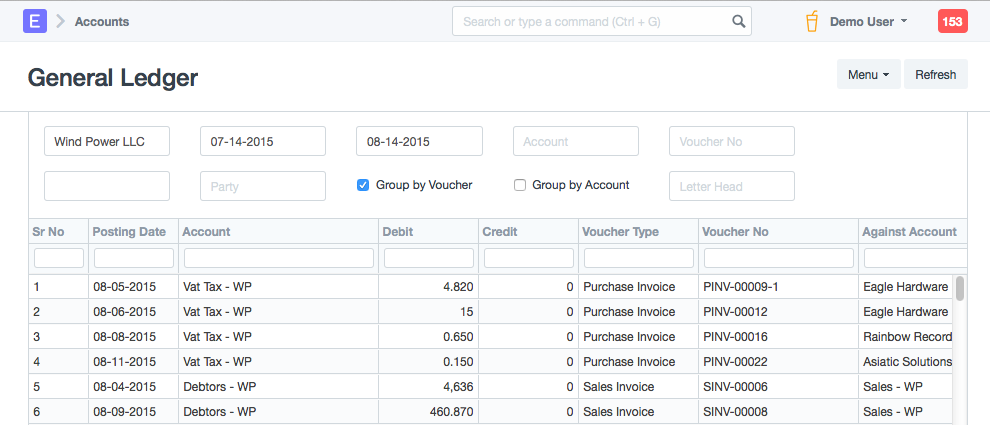 E Accounts Search or type a command (Ctrl + G) Demo User 153
General Ledger Menu Refresh
Wind Power LLC 07-14-2015 08-14-2015 Account Voucher No
Party Group by Voucher Group by Account Letter Head
Sr No Posting Date Account Debit Credit Voucher Type Voucher No Against Account
1 08-05-2015 Vat Tax - WP 4.820 0 Purchase Invoice PINV-00009-1 Eagle Hardware
2 08-06-2015 Vat Tax - WP 15 0 Purchase Invoice PINV-00012 Eagle Hardware
3 08-08-2015 Vat Tax - WP 0.650 0 Purchase Invoice PINV-00016 Rainbow Record
4 08-11-2015 Vat Tax - WP 0.150 0 Purchase Invoice PINV-00022 Asiatic Solutions
5 08-04-2015 Debtors - WP 4,636 0 Sales Invoice SINV-00006 Sales - WP
6 08-09-2015 Debtors - WP 460.870 0 Sales Invoice SINV-00008 Sales - WP